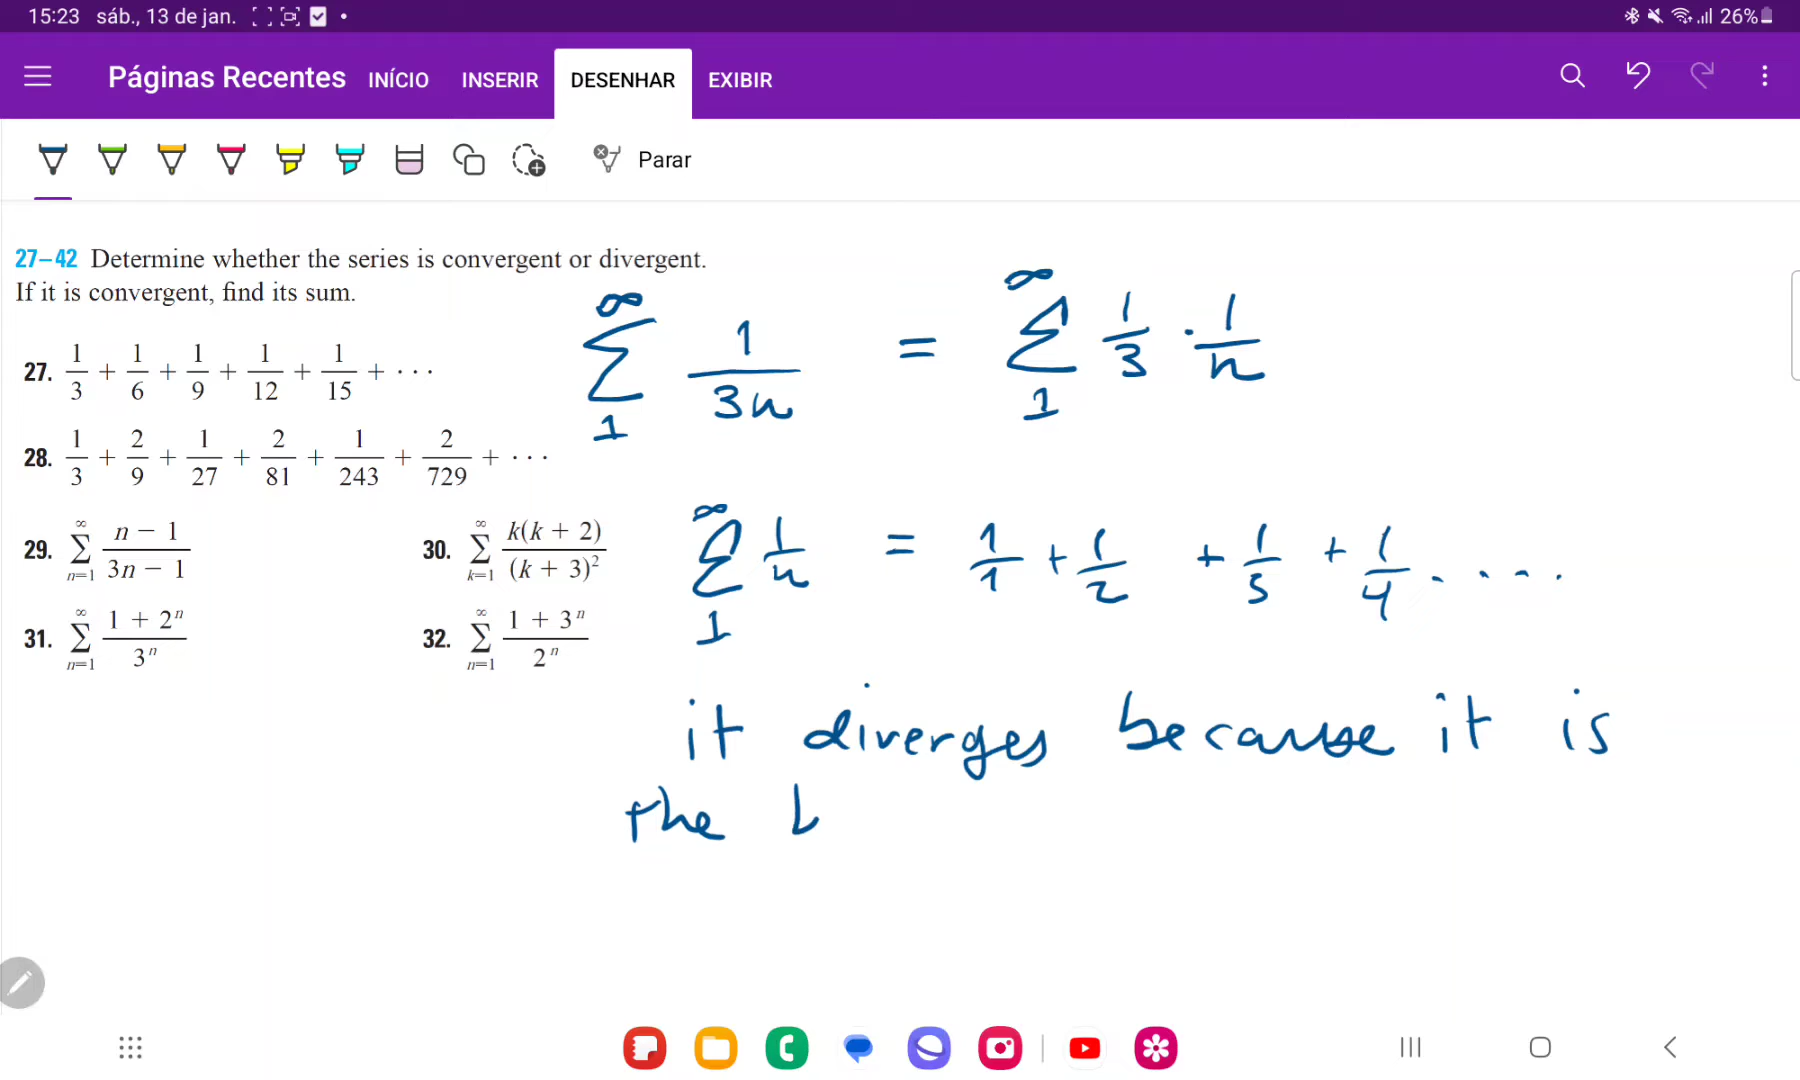 15:23 sáb., 13 de jan. 26%
Páginas Recentes INÍCIO INSERIR DESENHAR EXIBIR
Parar
27–42 Determine whether the series is convergent or divergent.
If it is convergent, find its sum.
27. 1/3 + 1/6 + 1/9 + 1/12 + 1/15 + ···
28. 1/3 + 2/9 + 1/27 + 2/81 + 1/243 + 2/729 + ···
29. ∞ ∑ n=1 (n − 1)/(3n − 1)
30. ∞ ∑ k=1 k(k + 2)/(k + 3)²
31. ∞ ∑ n=1 (1 + 2ⁿ)/3ⁿ
32. ∞ ∑ n=1 (1 + 3ⁿ)/2ⁿ
∞ ∑ 1 1/3n = ∞ ∑ 1 1/3 · 1/n
∞ ∑ 1 1/n = 1/1 + 1/2 + 1/3 + 1/4 ....
it diverges because it is
the